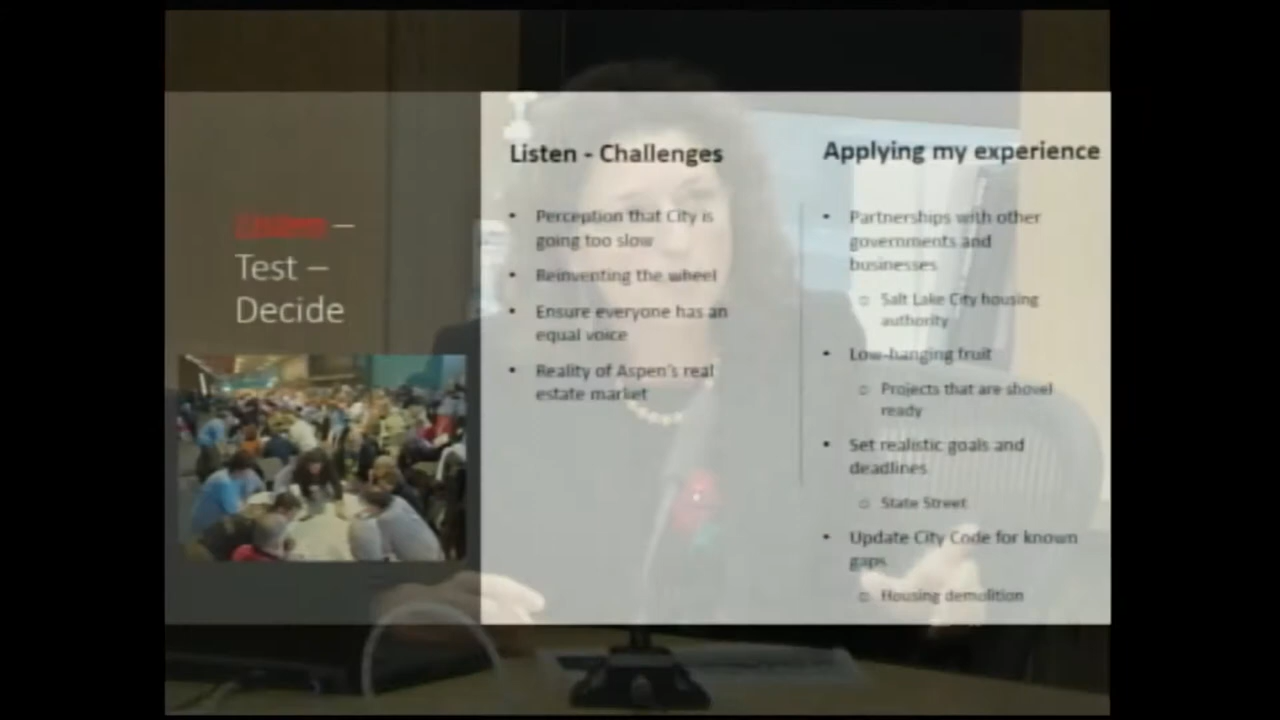 Listen –
Test –
Decide
Listen - Challenges
• Perception that City is
going too slow
• Reinventing the wheel
• Ensure everyone has an
equal voice
• Reality of Aspen's real
estate market
Applying my experience
• Partnerships with other
governments and
businesses
o Salt Lake City housing
authority
• Low-hanging fruit
o Projects that are shovel
ready
• Set realistic goals and
deadlines
o State Street
• Update City Code for known
gaps
o Housing demolition